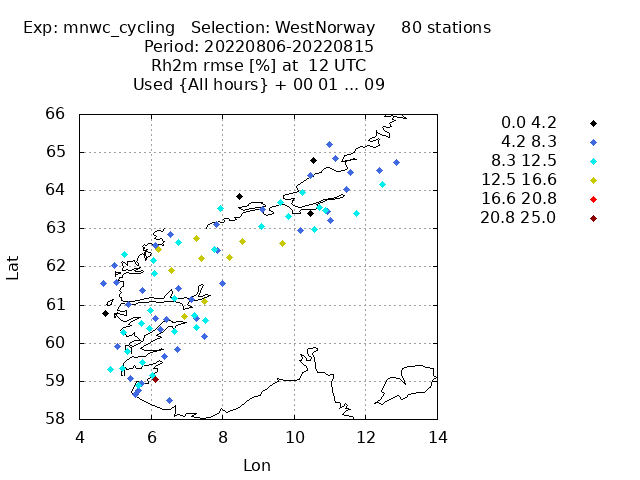 Exp: mnwc_cycling   Selection: WestNorway     80 stations
Period: 20220806-20220815
Rh2m rmse [%] at  12 UTC
Used {All hours} + 00 01 ... 09
66
65
64
63
62
61
60
59
58
4 6 8 10 12 14
Lat
Lon
0.0 4.2
4.2 8.3
8.3 12.5
12.5 16.6
16.6 20.8
20.8 25.0